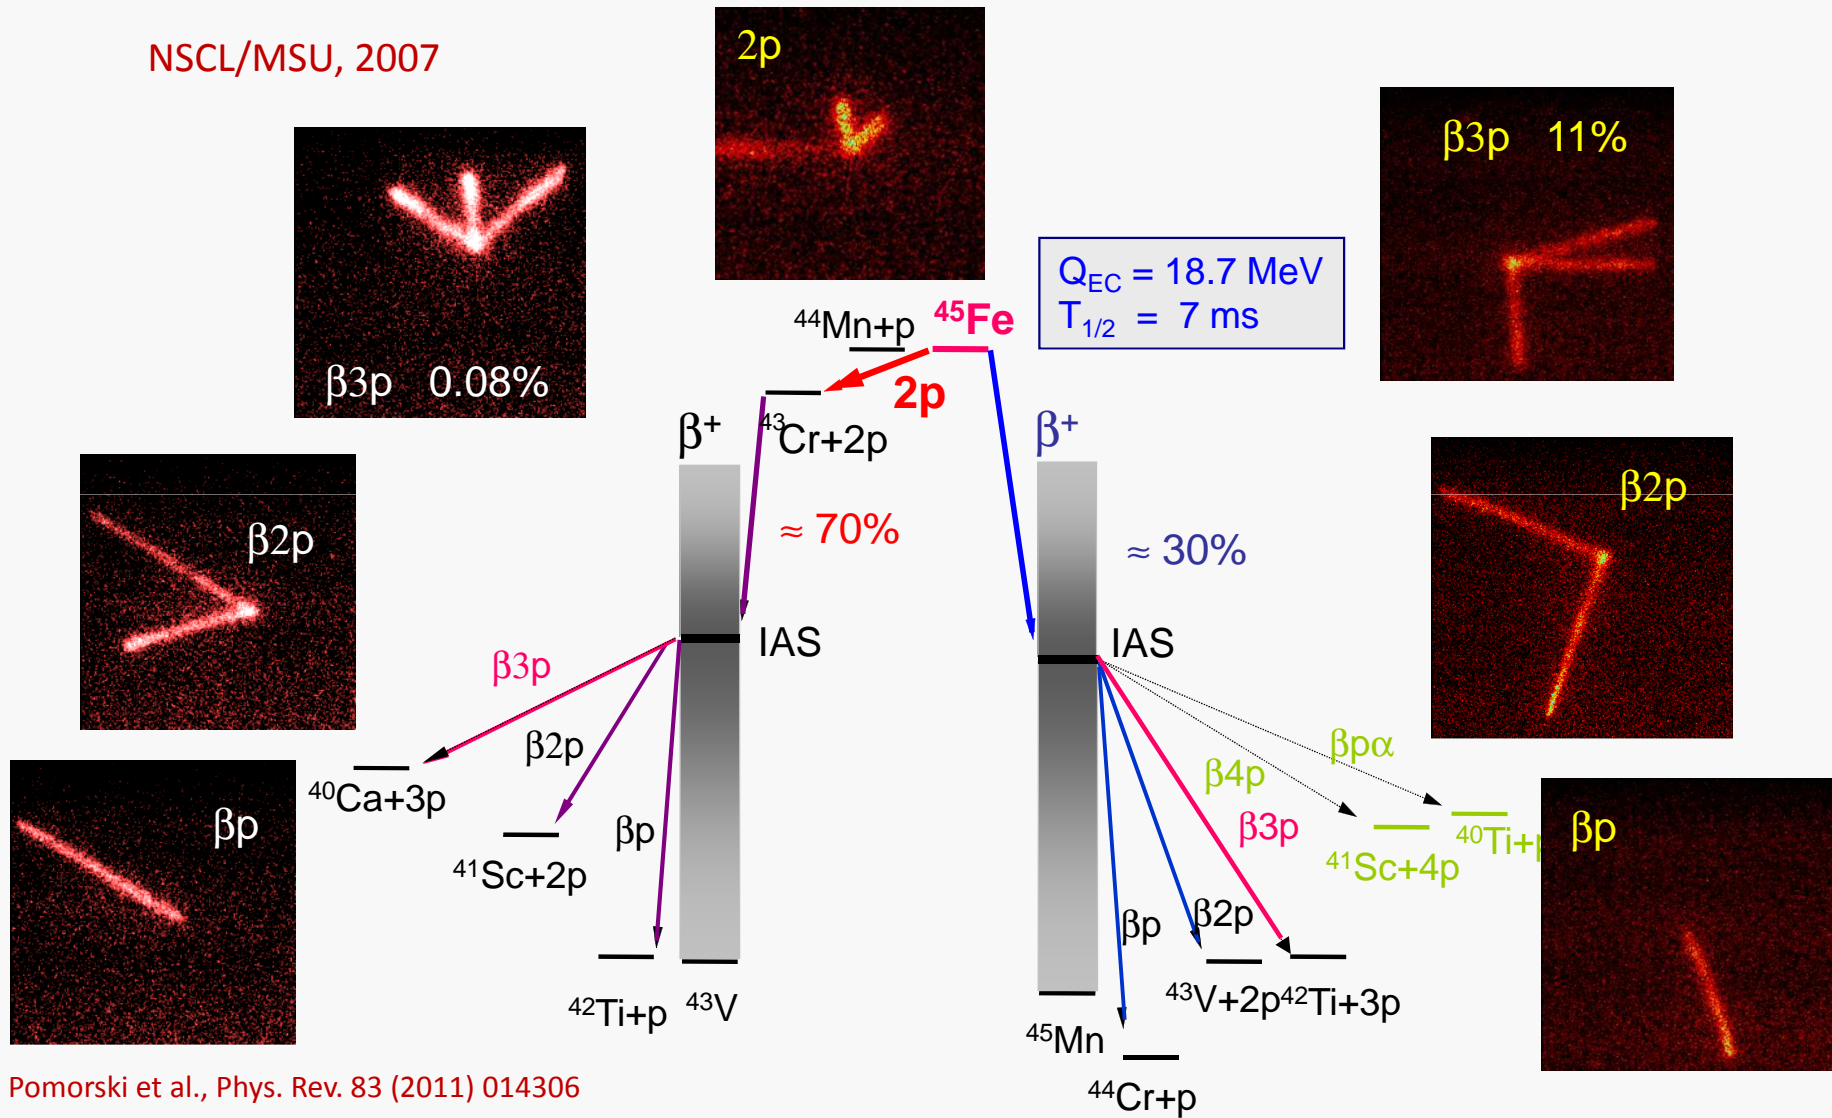 NSCL/MSU, 2007
2p
β3p 11%
β3p 0.08%
Q_EC = 18.7 MeV
T_1/2 = 7 ms
⁴⁴Mn+p
⁴⁵Fe
2p
⁴³Cr+2p
β⁺
β⁺
≈ 70%
≈ 30%
β2p
β2p
IAS
IAS
β3p
β2p
βp
β4p
βpα
β3p
⁴⁰Ca+3p
⁴¹Sc+2p
⁴¹Sc+4p
⁴⁰Ti+p
βp
βp
βp
β2p
⁴²Ti+p
⁴³V
⁴³V+2p
⁴²Ti+3p
⁴⁵Mn
⁴⁴Cr+p
Pomorski et al., Phys. Rev. 83 (2011) 014306